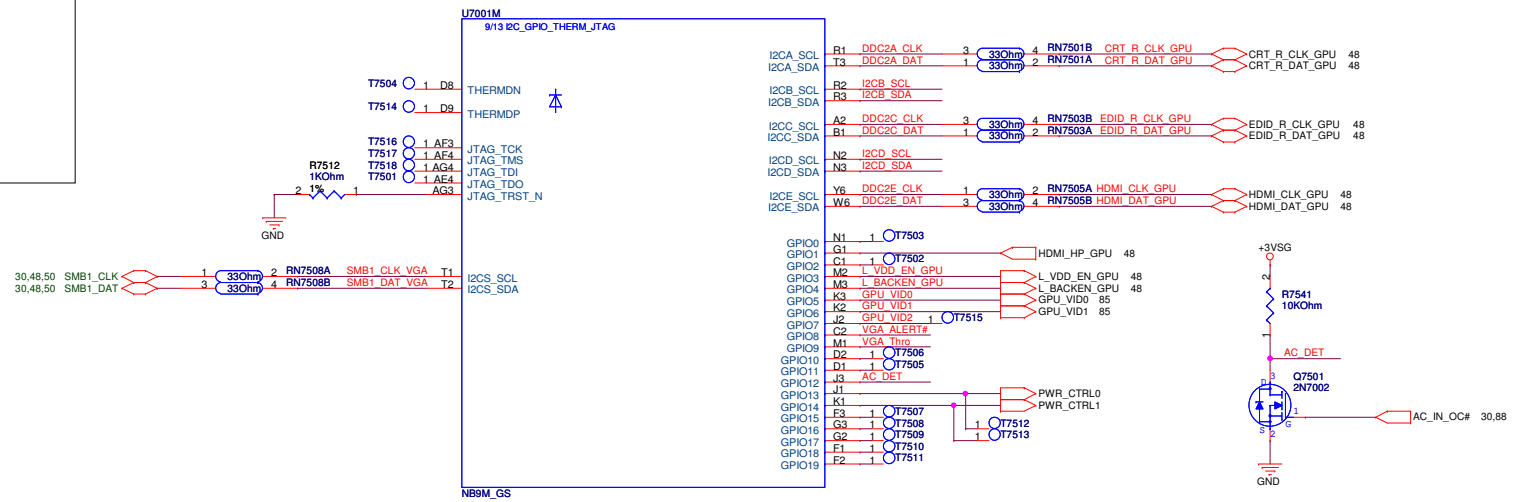 U7001M
9/13 I2C_GPIO_THERM_JTAG
T7504 1 D8 THERMDN
T7514 1 D9 THERMDP
T7516 1 AF3 JTAG_TCK
T7517 1 AF4 JTAG_TMS
T7518 1 AG4 JTAG_TDI
T7501 1 AE4 JTAG_TDO
R7512
1KOhm
2 1% 1 AG3 JTAG_TRST_N
GND
30,48,50 SMB1_CLK 1 33Ohm 2 RN7508A SMB1_CLK_VGA T1 I2CS_SCL
30,48,50 SMB1_DAT 3 33Ohm 4 RN7508B SMB1_DAT_VGA T2 I2CS_SDA
I2CA_SCL R1 DDC2A_CLK 3 33Ohm 4 RN7501B CRT_R_CLK_GPU CRT_R_CLK_GPU 48
I2CA_SDA T3 DDC2A_DAT 1 33Ohm 2 RN7501A CRT_R_DAT_GPU CRT_R_DAT_GPU 48
I2CB_SCL R2 I2CB_SCL
I2CB_SDA R3 I2CB_SDA
I2CC_SCL A2 DDC2C_CLK 3 33Ohm 4 RN7503B EDID_R_CLK_GPU EDID_R_CLK_GPU 48
I2CC_SDA B1 DDC2C_DAT 1 33Ohm 2 RN7503A EDID_R_DAT_GPU EDID_R_DAT_GPU 48
I2CD_SCL N2 I2CD_SCL
I2CD_SDA N3 I2CD_SDA
I2CE_SCL Y6 DDC2E_CLK 1 33Ohm 2 RN7505A HDMI_CLK_GPU HDMI_CLK_GPU 48
I2CE_SDA W6 DDC2E_DAT 3 33Ohm 4 RN7505B HDMI_DAT_GPU HDMI_DAT_GPU 48
GPIO0 N1 1 T7503
GPIO1 G1 HDMI_HP_GPU 48
GPIO2 C1 1 T7502
GPIO3 M2 L_VDD_EN_GPU L_VDD_EN_GPU 48
GPIO4 M3 L_BACKEN_GPU L_BACKEN_GPU 48
GPIO5 K3 GPU_VID0 GPU_VID0 85
GPIO6 K2 GPU_VID1 GPU_VID1 85
GPIO7 J2 GPU_VID2 1 T7515
GPIO8 C2 VGA_ALERT#
GPIO9 M1 VGA_Thro
GPIO10 D2 1 T7506
GPIO11 D1 1 T7505
GPIO12 J3 AC_DET
GPIO13 J1 PWR_CTRL0
GPIO14 K1 PWR_CTRL1
GPIO15 F3 1 T7507
GPIO16 G3 1 T7508 1 T7512
GPIO17 G2 1 T7509 1 T7513
GPIO18 F1 1 T7510
GPIO19 F2 1 T7511
NB9M_GS
+3VSG
2
R7541
10KOhm
1
AC_DET
3
D
Q7501
2N7002
1
G
S
2
AC_IN_OC# 30,88
GND